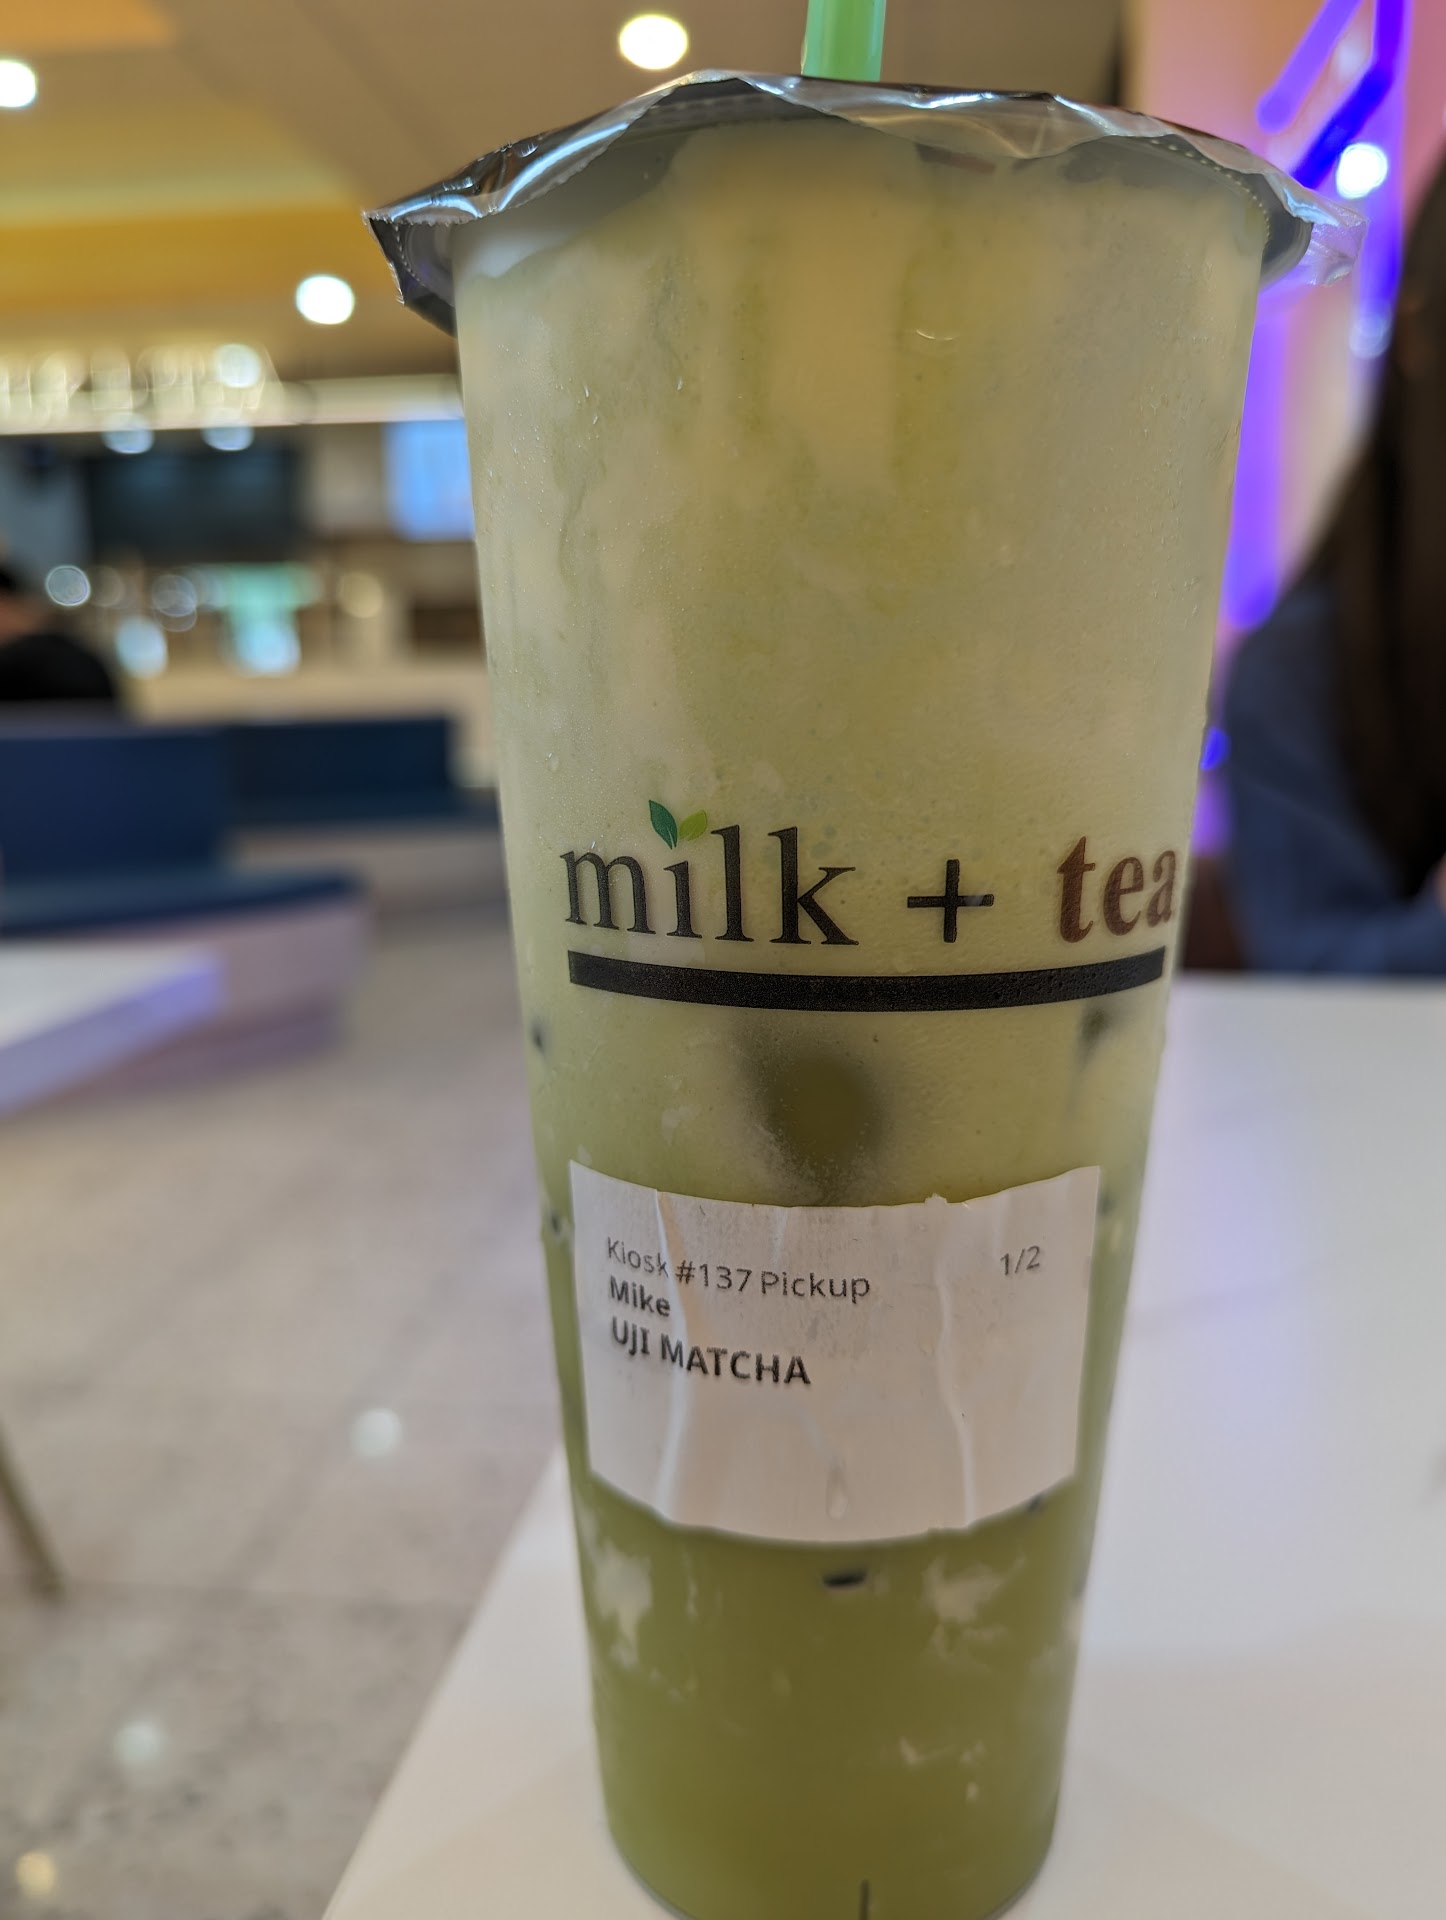 milk + tea
Kiosk #137 Pickup 1/2
Mike
UJI MATCHA